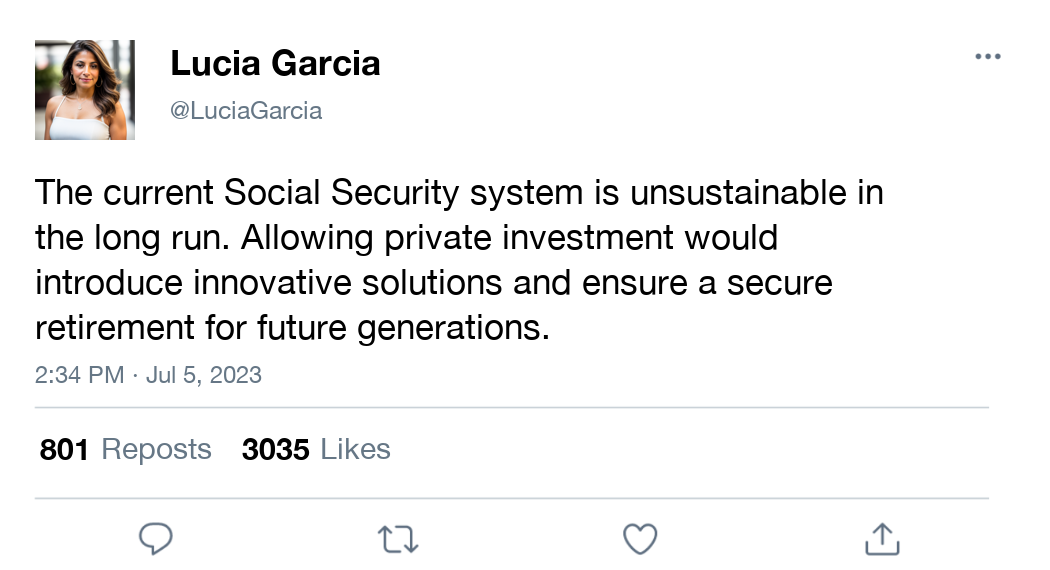 Lucia Garcia
@LuciaGarcia
The current Social Security system is unsustainable in
the long run. Allowing private investment would
introduce innovative solutions and ensure a secure
retirement for future generations.
2:34 PM · Jul 5, 2023
801 Reposts 3035 Likes